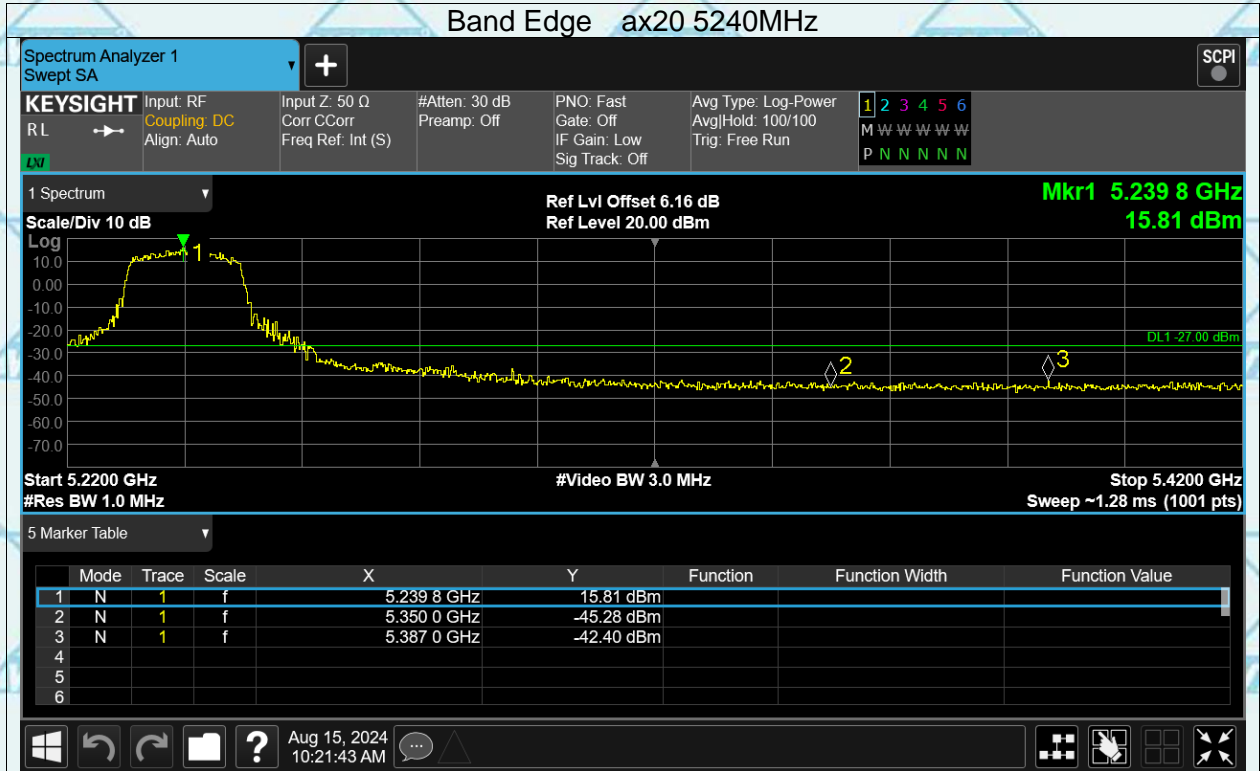 Band Edge ax20 5240MHz
Spectrum Analyzer 1
Swept SA
SCPI
KEYSIGHT
RL
LXI
Input: RF
Coupling: DC
Align: Auto
Input Z: 50 Ω
Corr CCorr
Freq Ref: Int (S)
#Atten: 30 dB
Preamp: Off
PNO: Fast
Gate: Off
IF Gain: Low
Sig Track: Off
Avg Type: Log-Power
Avg|Hold: 100/100
Trig: Free Run
1 2 3 4 5 6
M W W W W W
P N N N N N
1 Spectrum
Scale/Div 10 dB
Ref Lvl Offset 6.16 dB
Ref Level 20.00 dBm
Mkr1 5.239 8 GHz
15.81 dBm
Log
10.0
0.00
-10.0
-20.0
-30.0
-40.0
-50.0
-60.0
-70.0
1
2
3
DL1 -27.00 dBm
Start 5.2200 GHz
#Video BW 3.0 MHz
Stop 5.4200 GHz
#Res BW 1.0 MHz
Sweep ~1.28 ms (1001 pts)
5 Marker Table
Mode Trace Scale X Y Function Function Width Function Value
1 N 1 f 5.239 8 GHz 15.81 dBm
2 N 1 f 5.350 0 GHz -45.28 dBm
3 N 1 f 5.387 0 GHz -42.40 dBm
4
5
6
?
Aug 15, 2024
10:21:43 AM